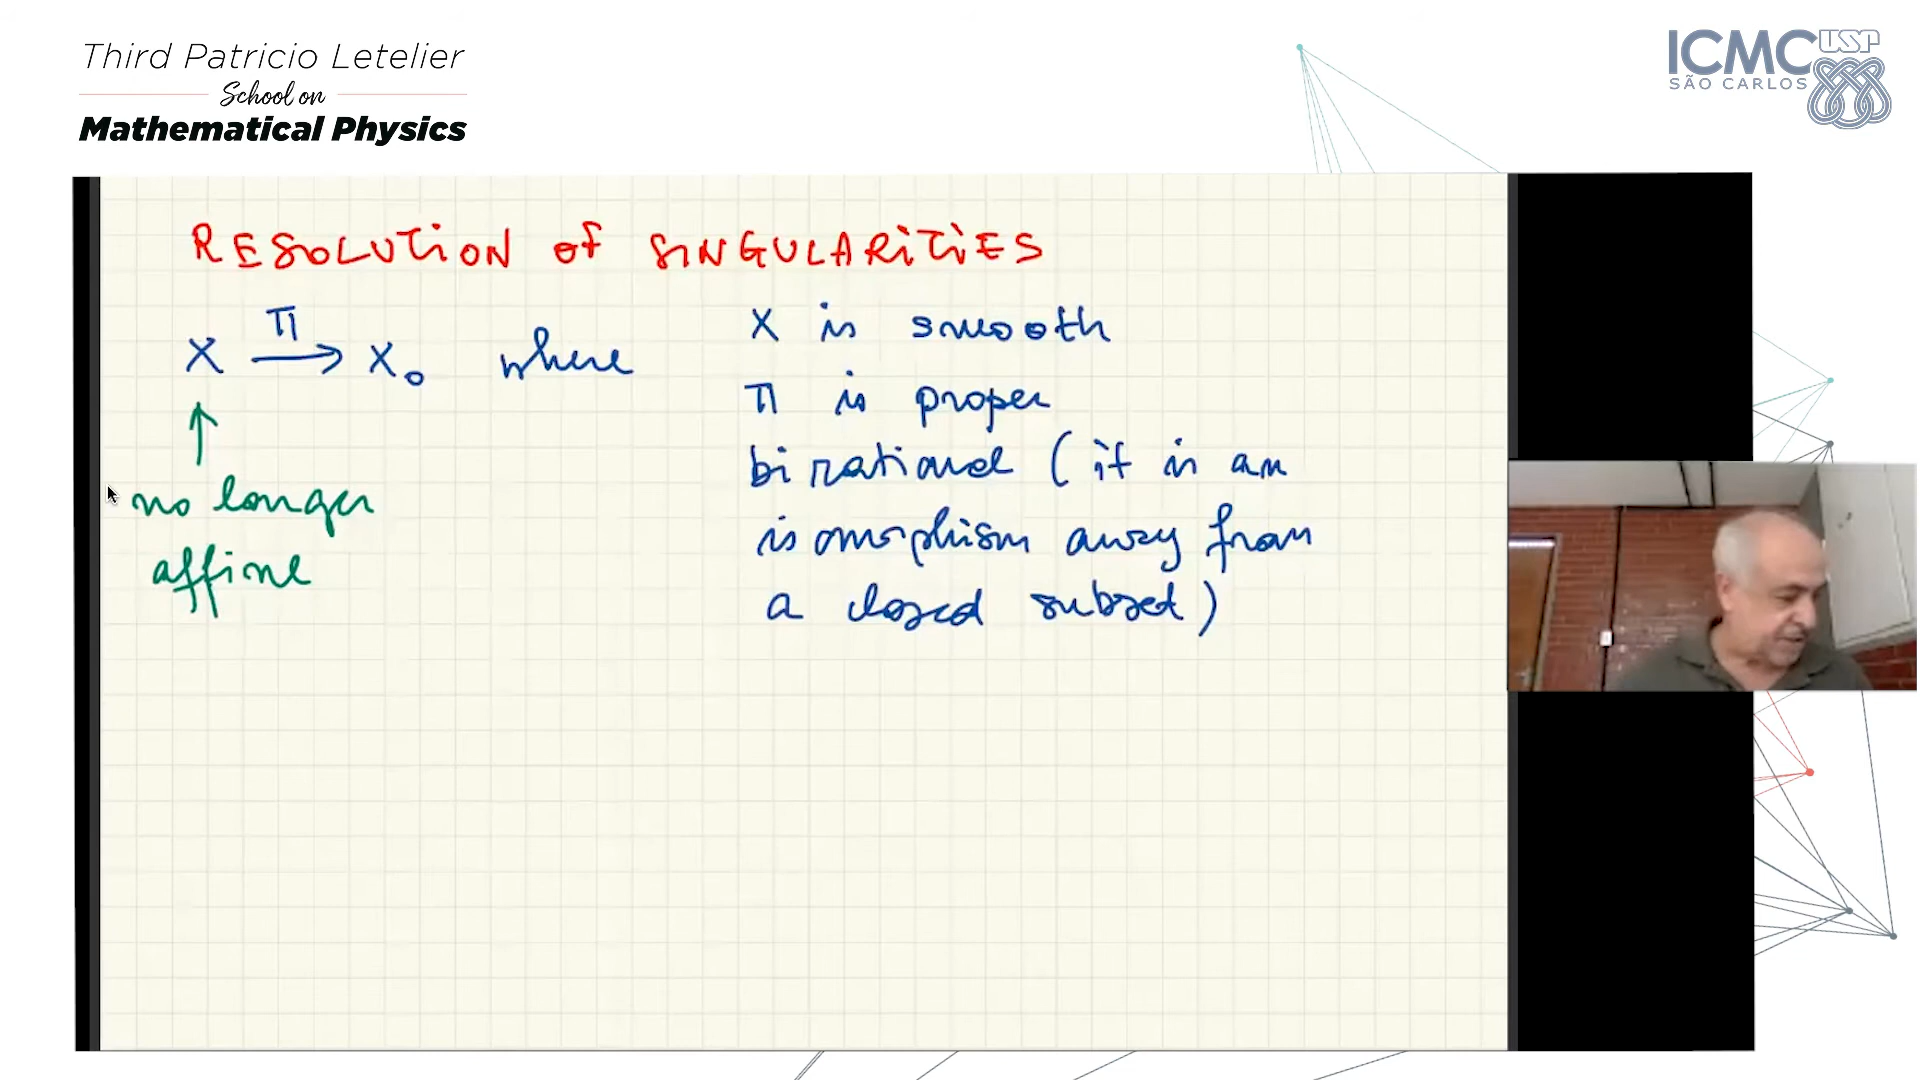 Third Patricio Letelier
School on
Mathematical Physics
ICMC USP
SÃO CARLOS
RESOLUTION OF SINGULARITIES
X π→ X₀ where
X is smooth
π is proper
birational (it is an
isomorphism away from
a closed subset)
↑
no longer
affine